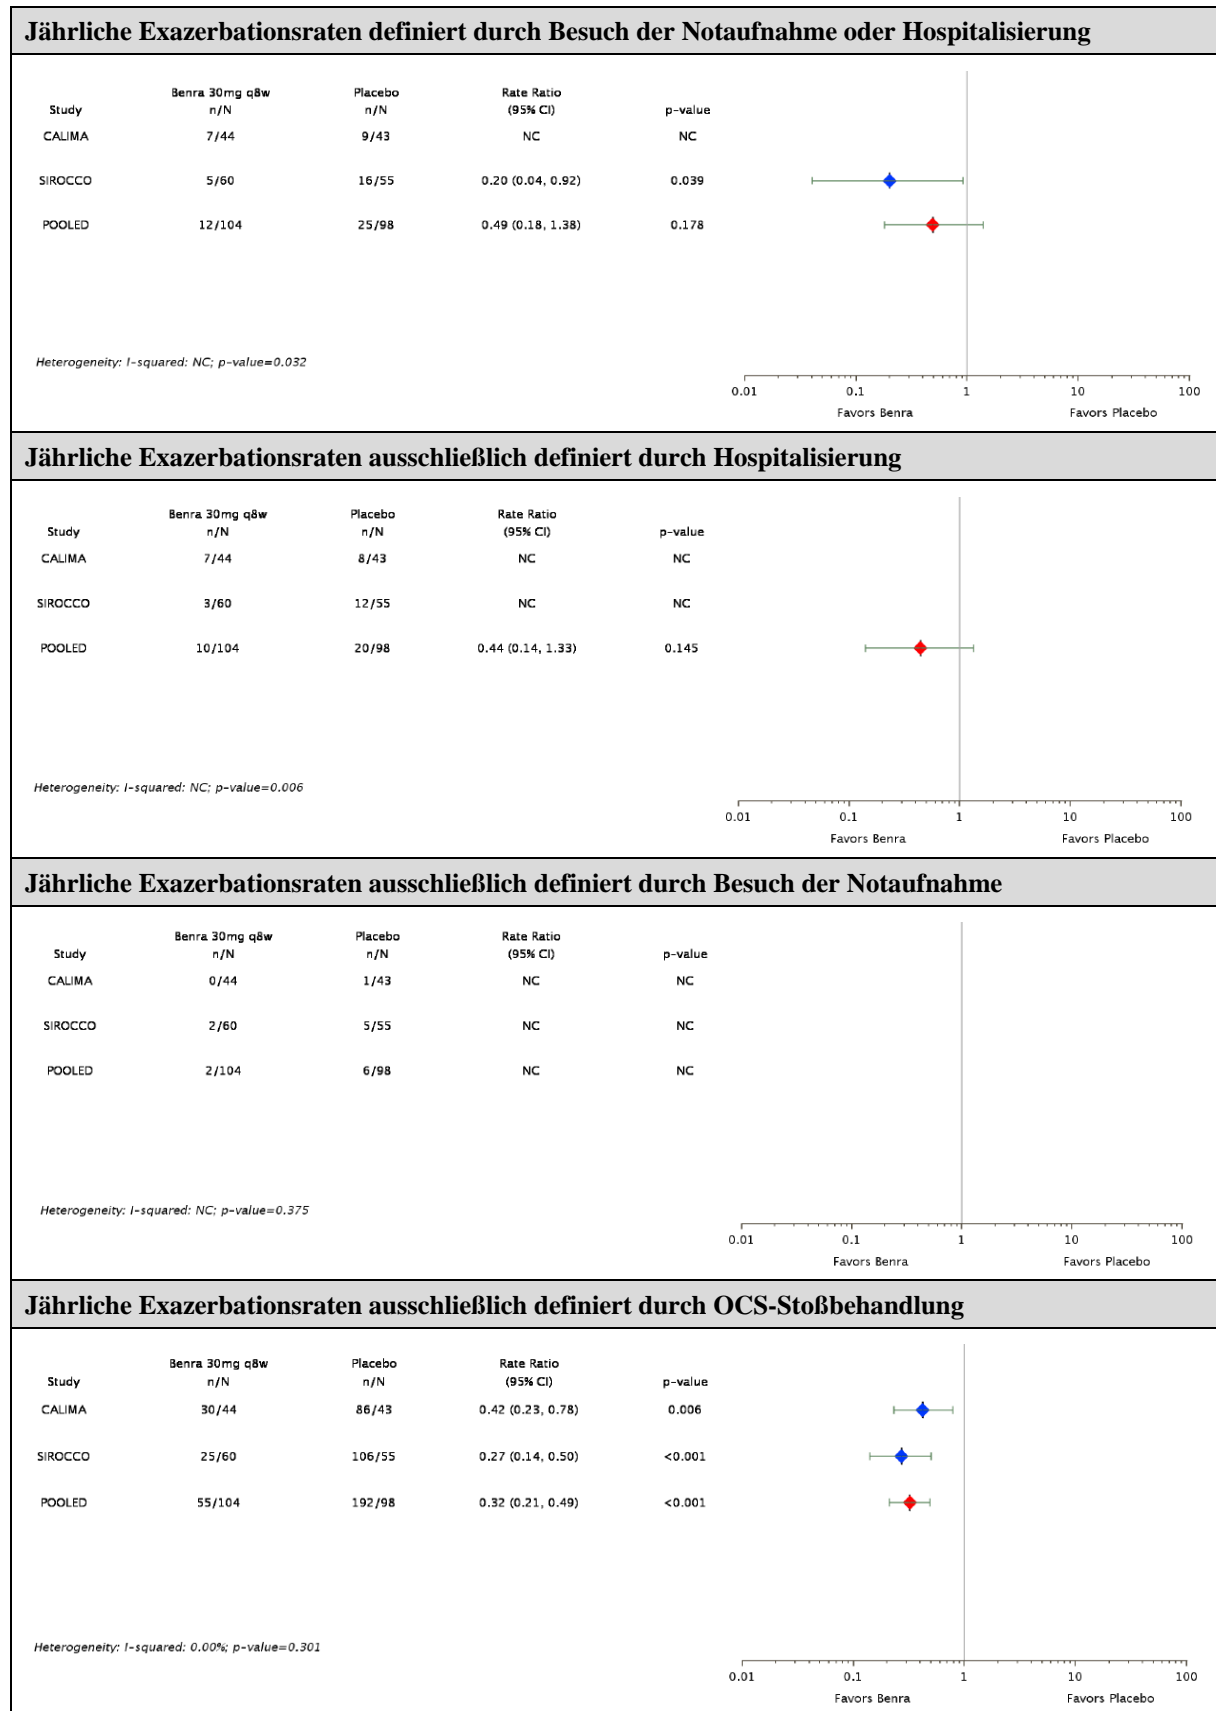 Jährliche Exazerbationsraten definiert durch Besuch der Notaufnahme oder Hospitalisierung
Benra 30mg q8w Placebo Rate Ratio
Study n/N n/N (95% CI) p-value
CALIMA 7/44 9/43 NC NC
SIROCCO 5/60 16/55 0.20 (0.04, 0.92) 0.039
POOLED 12/104 25/98 0.49 (0.18, 1.38) 0.178
Heterogeneity: I-squared: NC; p-value=0.032
0.01 0.1 1 10 100
Favors Benra Favors Placebo
Jährliche Exazerbationsraten ausschließlich definiert durch Hospitalisierung
Benra 30mg q8w Placebo Rate Ratio
Study n/N n/N (95% CI) p-value
CALIMA 7/44 8/43 NC NC
SIROCCO 3/60 12/55 NC NC
POOLED 10/104 20/98 0.44 (0.14, 1.33) 0.145
Heterogeneity: I-squared: NC; p-value=0.006
0.01 0.1 1 10 100
Favors Benra Favors Placebo
Jährliche Exazerbationsraten ausschließlich definiert durch Besuch der Notaufnahme
Benra 30mg q8w Placebo Rate Ratio
Study n/N n/N (95% CI) p-value
CALIMA 0/44 1/43 NC NC
SIROCCO 2/60 5/55 NC NC
POOLED 2/104 6/98 NC NC
Heterogeneity: I-squared: NC; p-value=0.375
0.01 0.1 1 10 100
Favors Benra Favors Placebo
Jährliche Exazerbationsraten ausschließlich definiert durch OCS-Stoßbehandlung
Benra 30mg q8w Placebo Rate Ratio
Study n/N n/N (95% CI) p-value
CALIMA 30/44 86/43 0.42 (0.23, 0.78) 0.006
SIROCCO 25/60 106/55 0.27 (0.14, 0.50) <0.001
POOLED 55/104 192/98 0.32 (0.21, 0.49) <0.001
Heterogeneity: I-squared: 0.00%; p-value=0.301
0.01 0.1 1 10 100
Favors Benra Favors Placebo